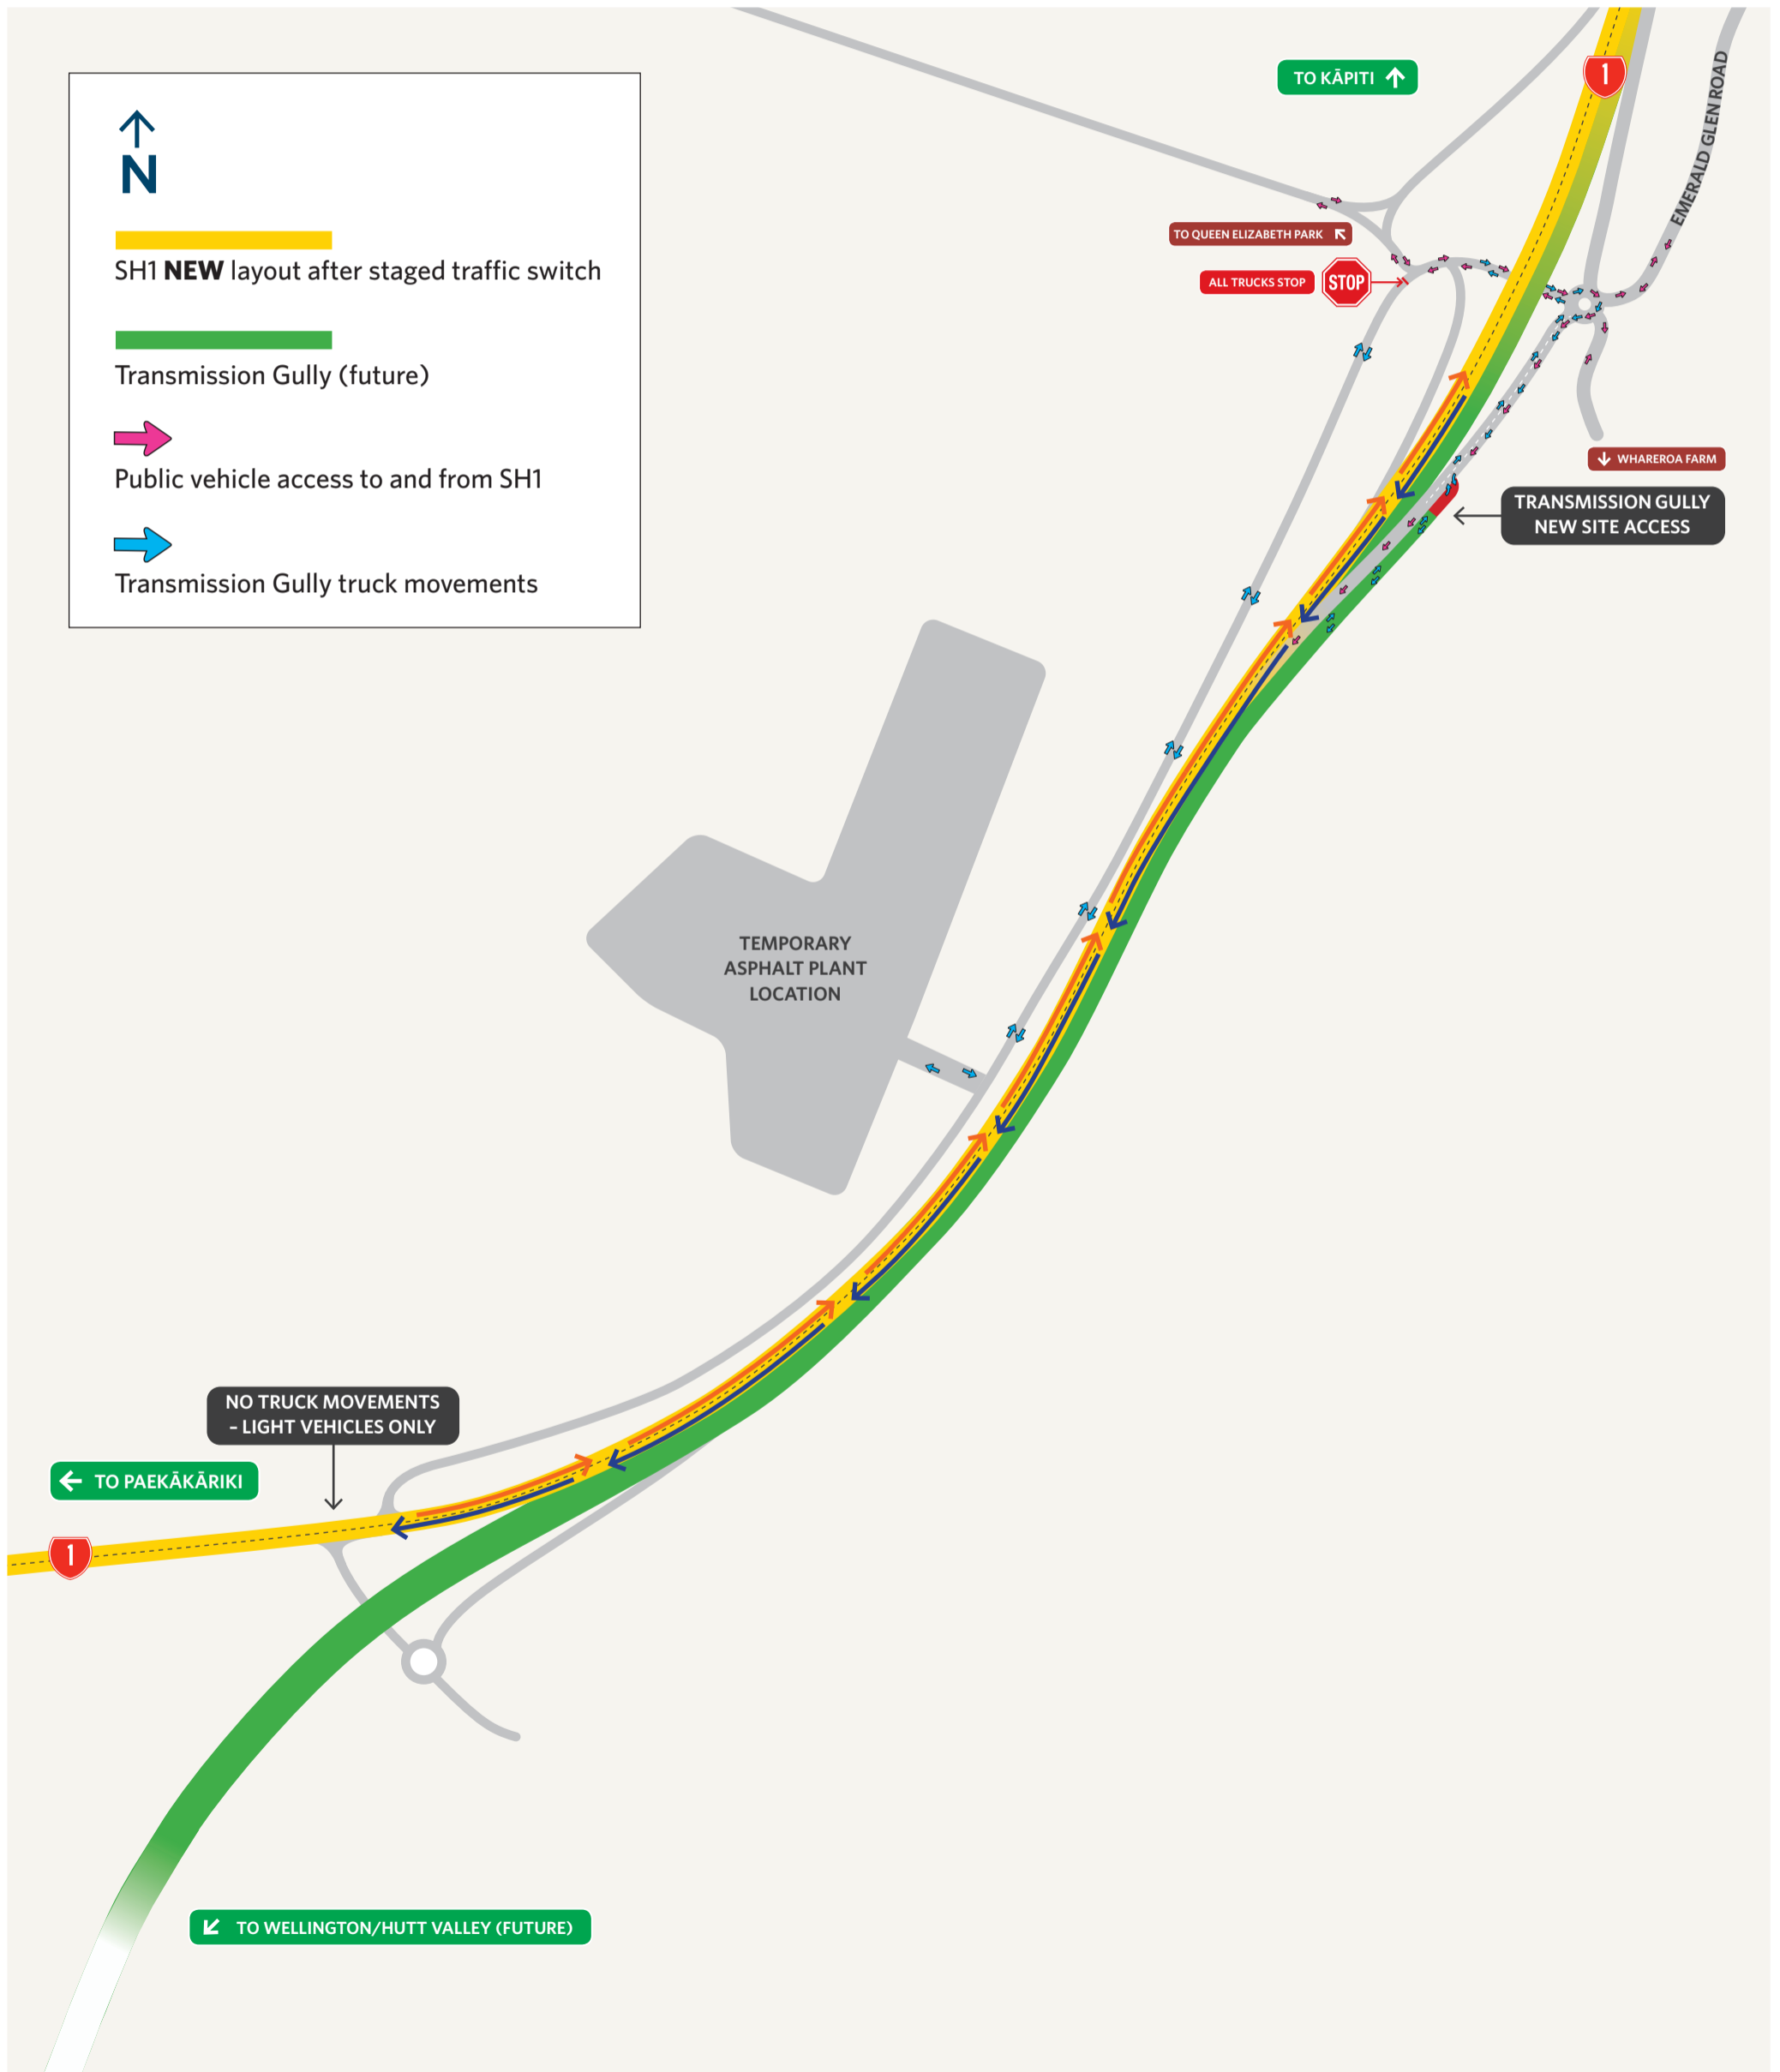 TO KĀPITI
1
EMERALD GLEN ROAD
N
SH1 NEW layout after staged traffic switch
Transmission Gully (future)
Public vehicle access to and from SH1
Transmission Gully truck movements
TO QUEEN ELIZABETH PARK
ALL TRUCKS STOP
STOP
WHAREROA FARM
TRANSMISSION GULLY
NEW SITE ACCESS
TEMPORARY
ASPHALT PLANT
LOCATION
NO TRUCK MOVEMENTS
– LIGHT VEHICLES ONLY
TO PAEKĀKĀRIKI
1
TO WELLINGTON/HUTT VALLEY (FUTURE)